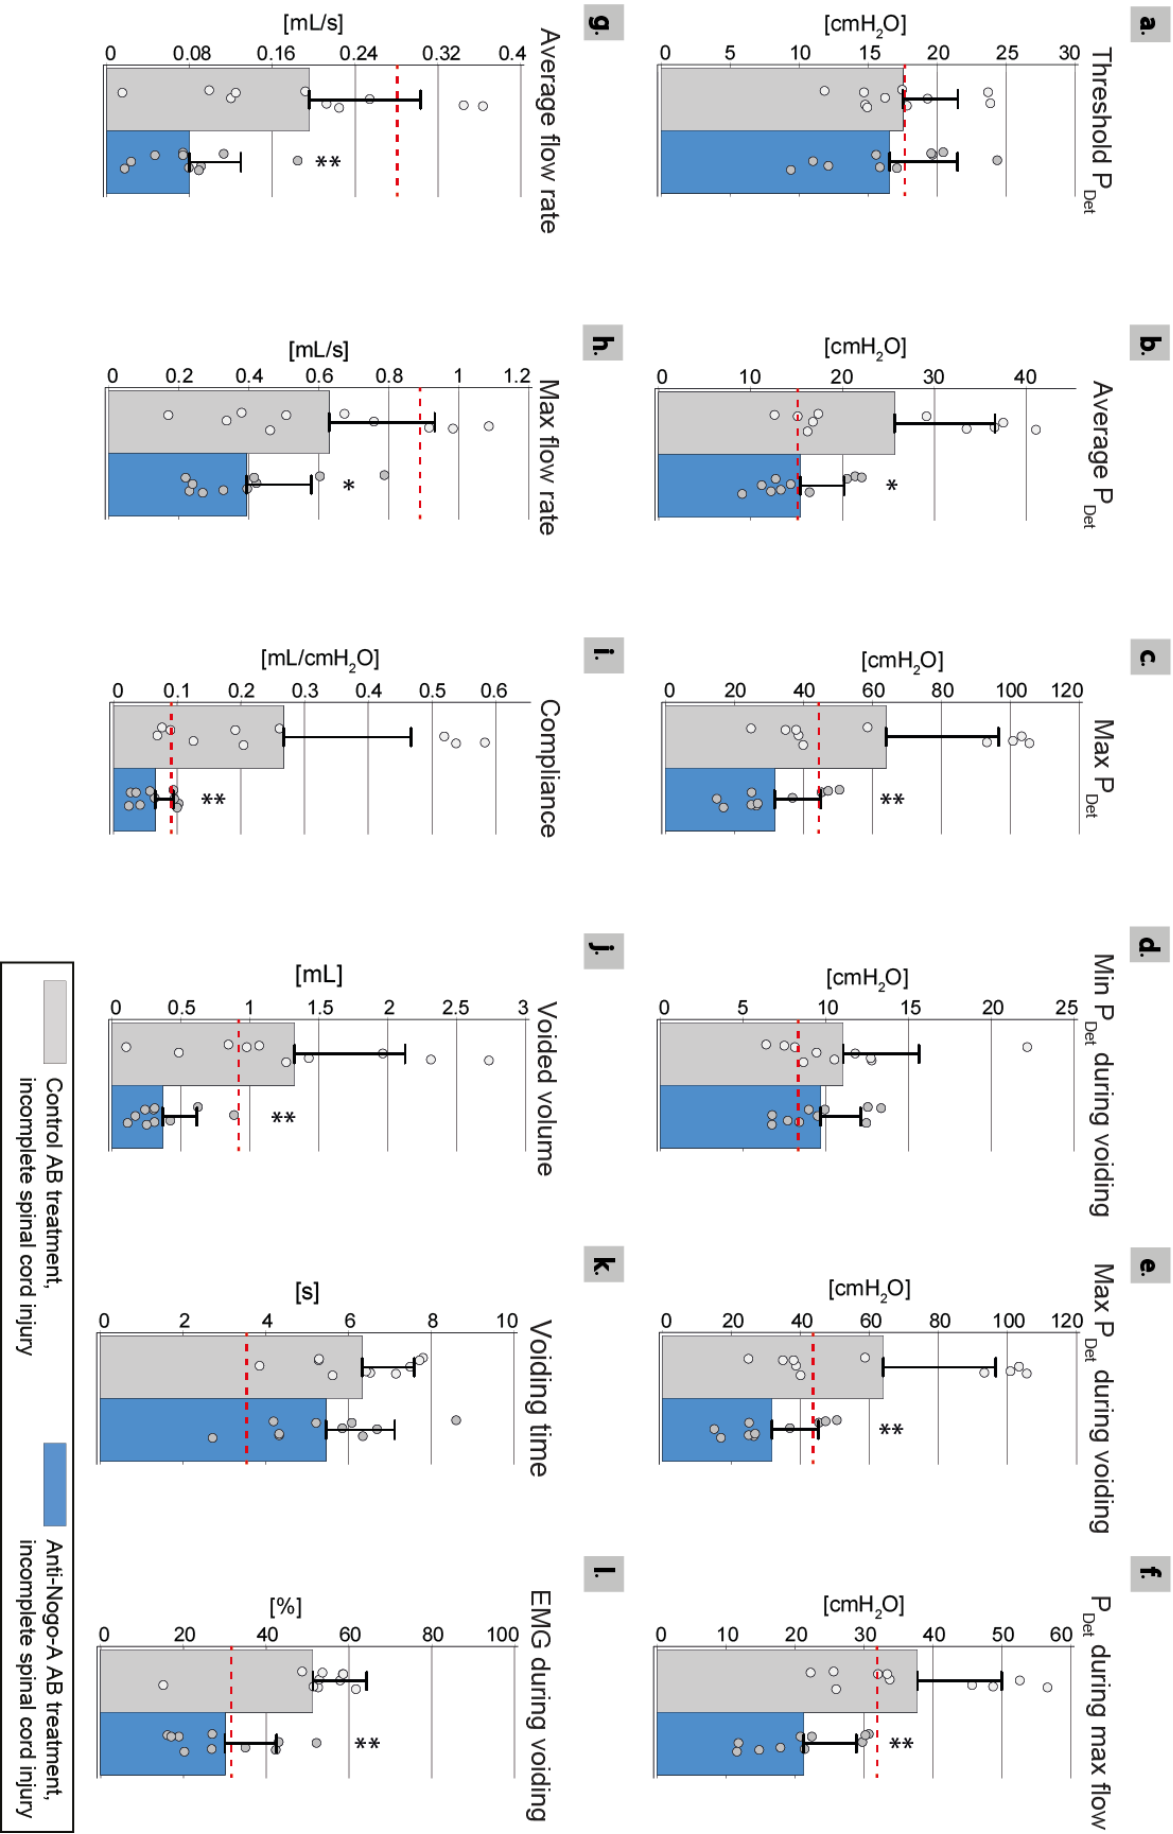 a.
Threshold P_Det
[cmH₂O]
0 5 10 15 20 25 30
b.
Average P_Det
[cmH₂O]
0 10 20 30 40
*
c.
Max P_Det
[cmH₂O]
0 20 40 60 80 100 120
**
d.
Min P_Det during voiding
[cmH₂O]
0 5 10 15 20 25
e.
Max P_Det during voiding
[cmH₂O]
0 20 40 60 80 100 120
**
f.
P_Det during max flow
[cmH₂O]
0 10 20 30 40 50 60
**
g.
Average flow rate
[mL/s]
0 0.08 0.16 0.24 0.32 0.4
**
h.
Max flow rate
[mL/s]
0 0.2 0.4 0.6 0.8 1 1.2
*
i.
Compliance
[mL/cmH₂O]
0 0.1 0.2 0.3 0.4 0.5 0.6
**
j.
Voided volume
[mL]
0 0.5 1 1.5 2 2.5 3
**
k.
Voiding time
[s]
0 2 4 6 8 10
l.
EMG during voiding
[%]
0 20 40 60 80 100
**
Control AB treatment,
incomplete spinal cord injury
Anti-Nogo-A AB treatment,
incomplete spinal cord injury